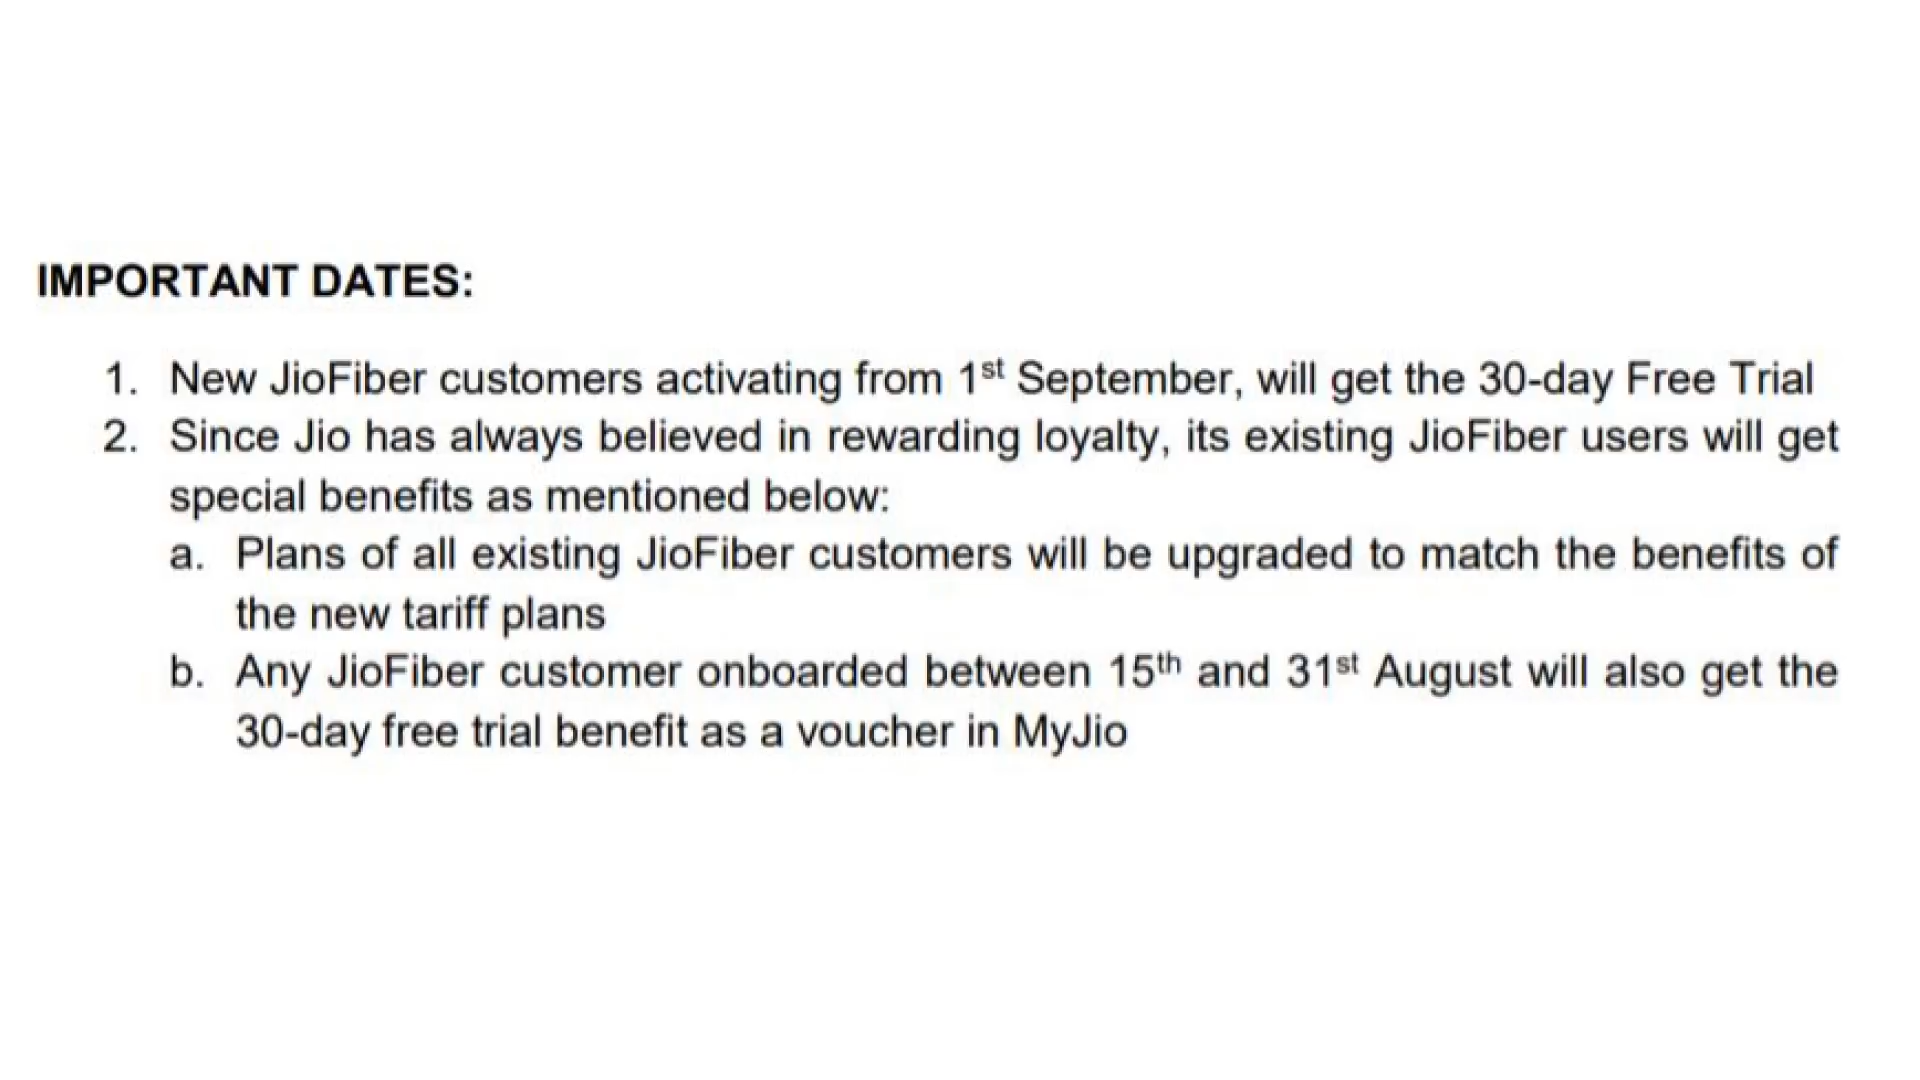 IMPORTANT DATES:
1. New JioFiber customers activating from 1st September, will get the 30-day Free Trial
2. Since Jio has always believed in rewarding loyalty, its existing JioFiber users will get
special benefits as mentioned below:
a. Plans of all existing JioFiber customers will be upgraded to match the benefits of
the new tariff plans
b. Any JioFiber customer onboarded between 15th and 31st August will also get the
30-day free trial benefit as a voucher in MyJio